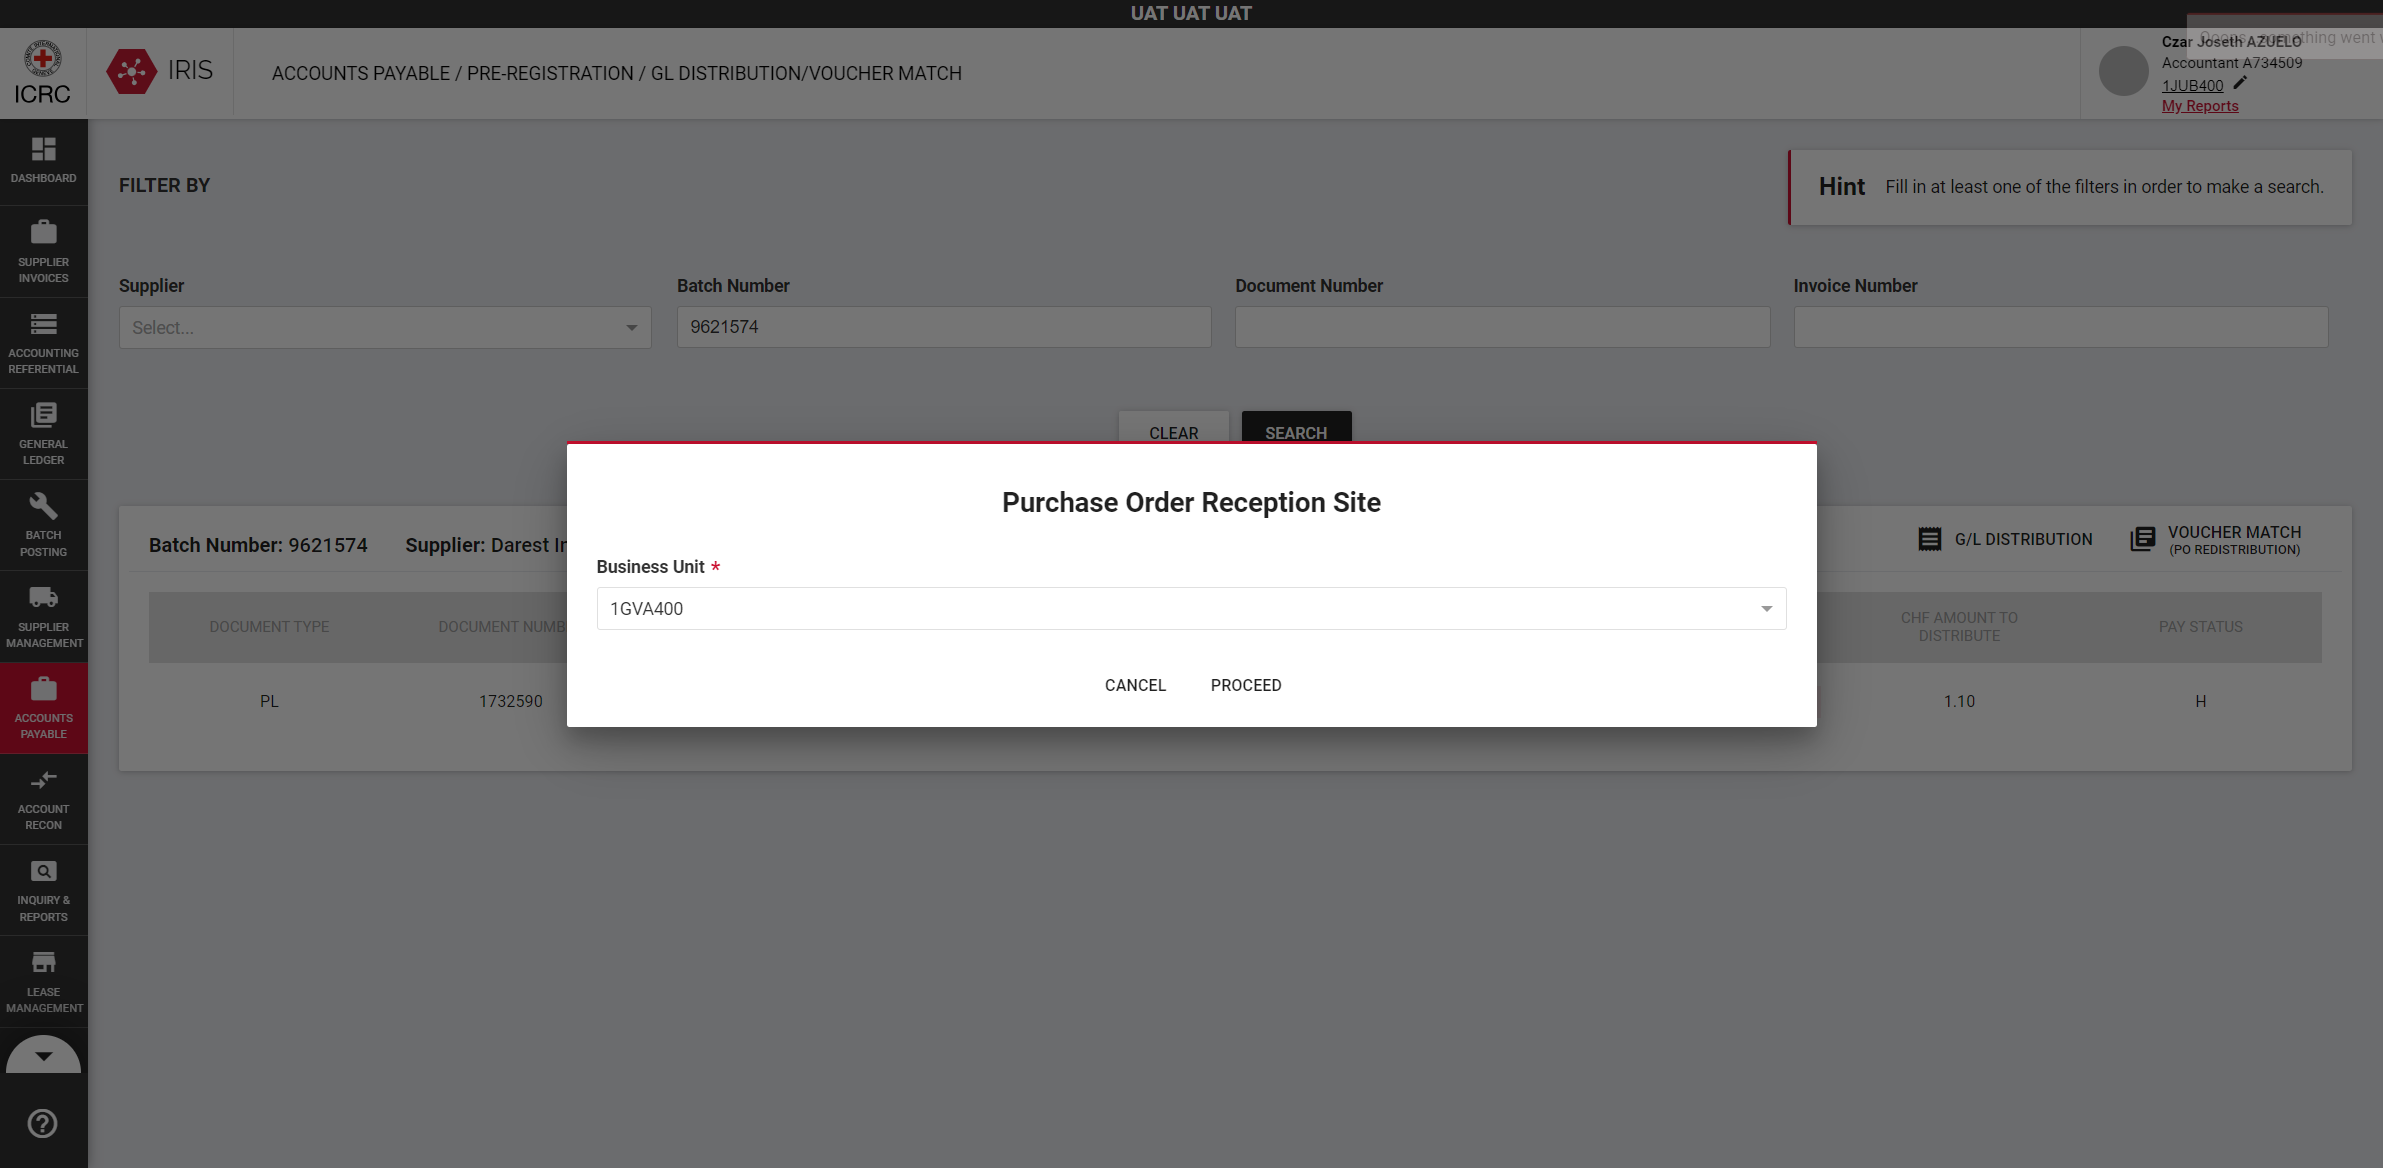 UAT UAT UAT
ICRC
IRIS
ACCOUNTS PAYABLE / PRE-REGISTRATION / GL DISTRIBUTION/VOUCHER MATCH
Czar Joseth AZUELO
something went
Accountant A734509
1JUB400
My Reports
DASHBOARD
SUPPLIER
INVOICES
ACCOUNTING
REFERENTIAL
GENERAL
LEDGER
BATCH
POSTING
SUPPLIER
MANAGEMENT
ACCOUNTS
PAYABLE
ACCOUNT
RECON
INQUIRY &
REPORTS
LEASE
MANAGEMENT
FILTER BY
Hint Fill in at least one of the filters in order to make a search.
Supplier
Select...
Batch Number
9621574
Document Number
Invoice Number
CLEAR
SEARCH
Purchase Order Reception Site
Business Unit *
1GVA400
CANCEL
PROCEED
Batch Number: 9621574
Supplier: Darest
G/L DISTRIBUTION
VOUCHER MATCH
(PO REDISTRIBUTION)
DOCUMENT TYPE
DOCUMENT NUMB
CHF AMOUNT TO
DISTRIBUTE
PAY STATUS
PL
1732590
1.10
H